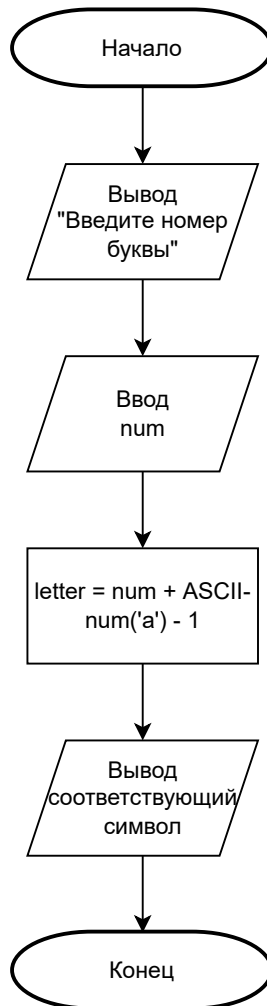 Начало
Вывод
"Введите номер
буквы"
Ввод
num
letter = num + ASCII-
num('a') - 1
Вывод
соответствующий
символ
Конец